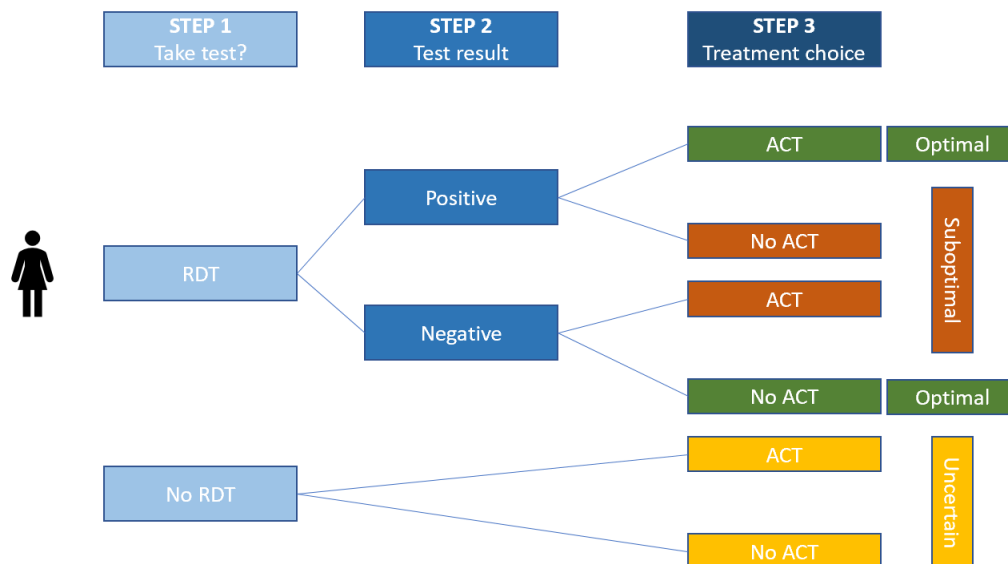 STEP 1
Take test?
STEP 2
Test result
STEP 3
Treatment choice
ACT
Optimal
Positive
Suboptimal
No ACT
RDT
ACT
Negative
No ACT
Optimal
ACT
Uncertain
No RDT
No ACT